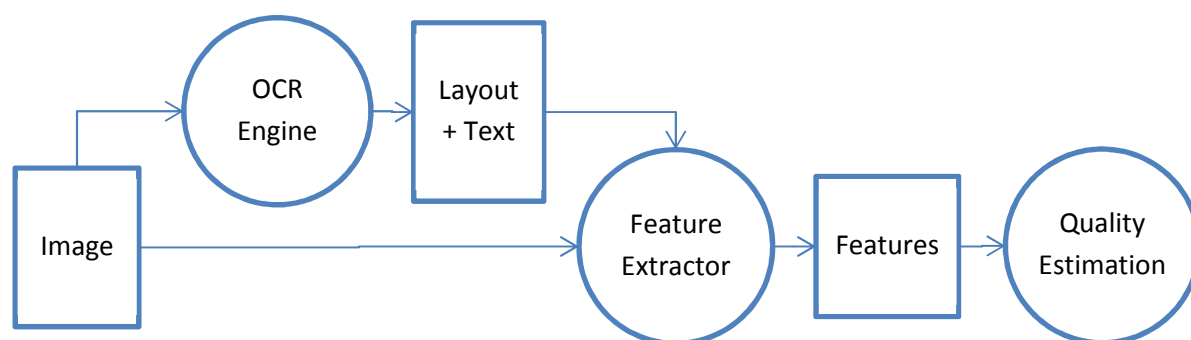 OCR
Engine
Layout
+ Text
Image
Feature
Extractor
Features
Quality
Estimation